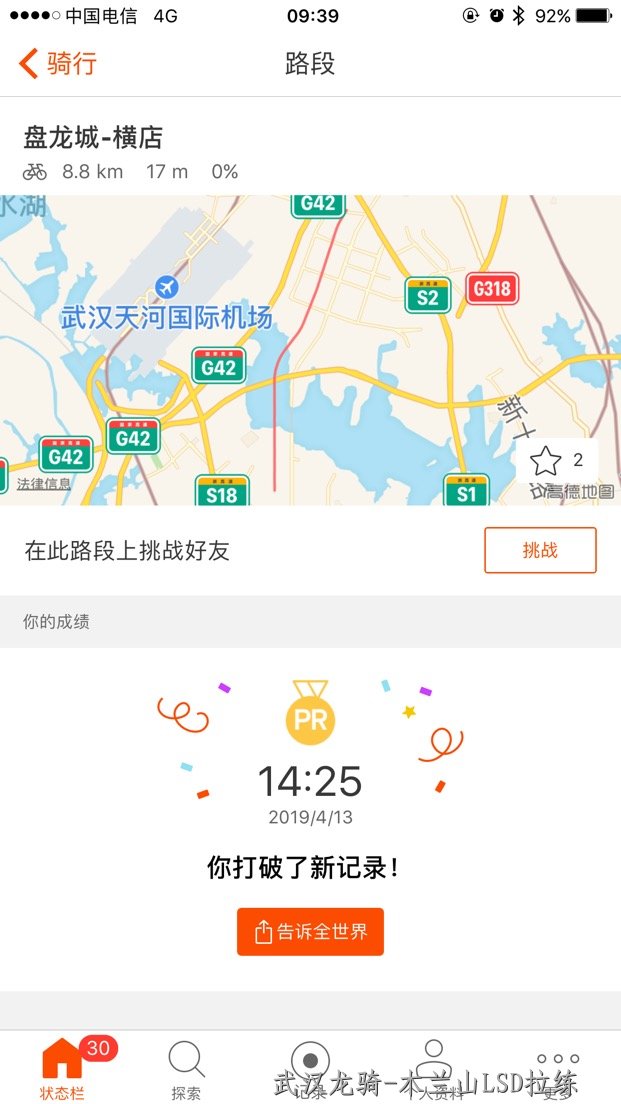 中国电信 4G 09:39 92%
骑行 路段
盘龙城-横店
8.8 km 17 m 0%
水湖
G42
G318
S2
武汉天河国际机场
G42
新十
G42
G42
2
法律信息
S18
S1
高德地图
在此路段上挑战好友 挑战
你的成绩
PR
14:25
2019/4/13
你打破了新记录!
告诉全世界
30
状态栏 探索 记录 个人资料 更多
武汉龙骑-木兰山LSD拉练